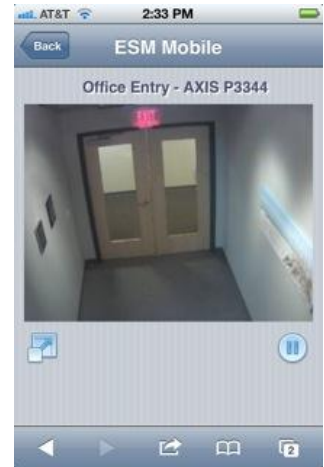 AT&T 2:33 PM
Back ESM Mobile
Office Entry - AXIS P3344
EXIT
2